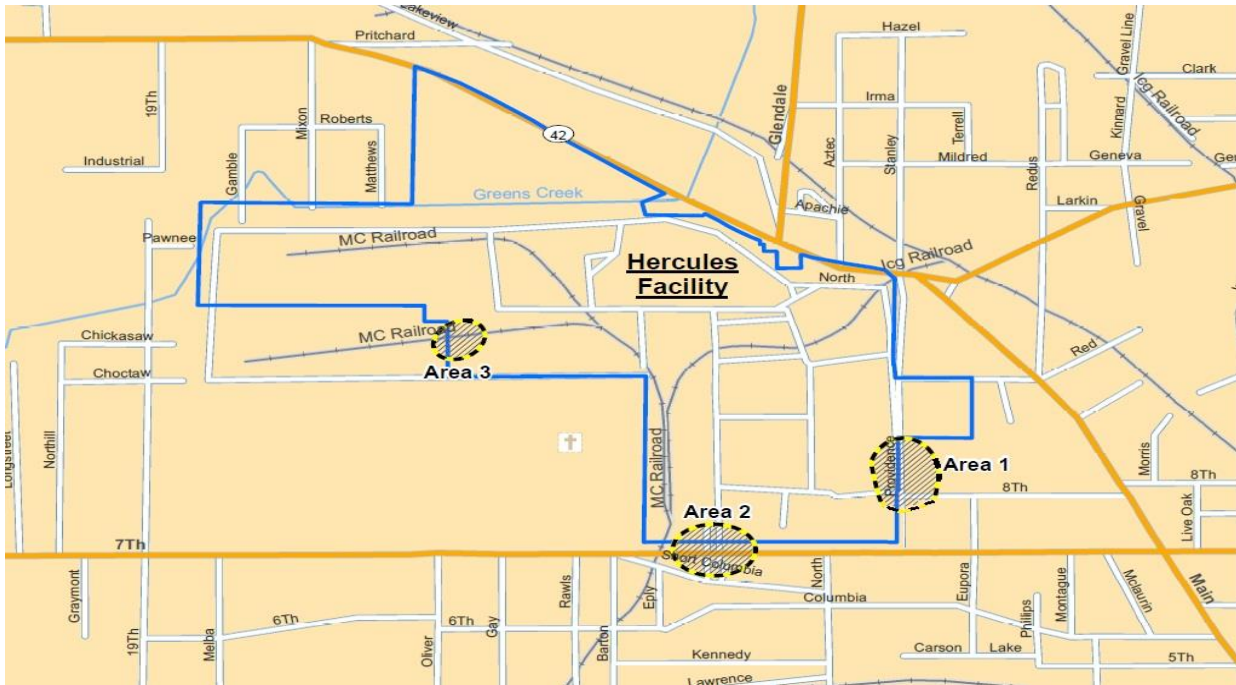 Lakeview
Hazel
Gravel Line
Pritchard
Clark
Icg Railroad
19Th
Mixon
Roberts
42
Glendale
Irma
Aztec
Stanley
Terrell
Kinnard
Industrial
Gamble
Matthews
Mildred
Redus
Geneva
Greens Creek
Apachie
Larkin
Gravel
Pawnee
MC Railroad
Hercules
Facility
Icg Railroad
North
Chickasaw
MC Railroad
Red
Choctaw
Area 3
Longstreet
Northill
MC Railroad
Providence
Area 1
Morris
8Th
8Th
Live Oak
Area 2
7Th
Short Columbia
Graymont
Rawls
Eply
North
Eupora
Columbia
Phillips
Montague
Mclaurin
Main
19Th
Melba
6Th
Oliver
6Th
Gay
Barton
Kennedy
Carson
Lake
5Th
Lawrence